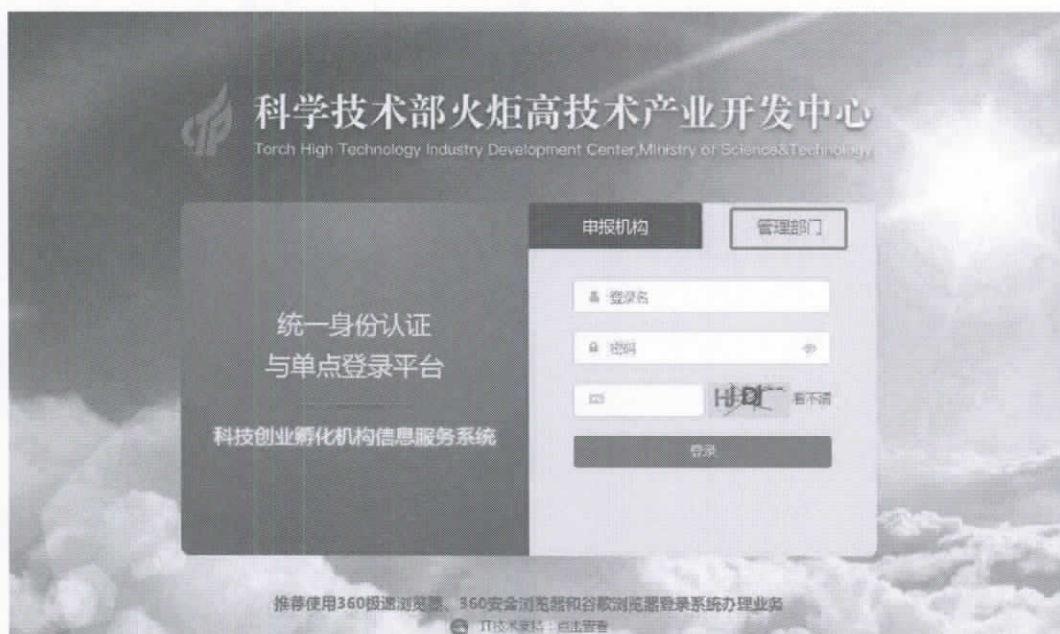 科学技术部火炬高技术产业开发中心
Torch High Technology Industry Development Center,Ministry of Science&Technology
申报机构
管理部门
登录名
统一身份认证
密码
与单点登录平台
看不清
科技创业孵化机构信息服务系统
登录
推荐使用360极速浏览器、360安全浏览器和谷歌浏览器登录系统办理业务
IT技术支持：点击查看